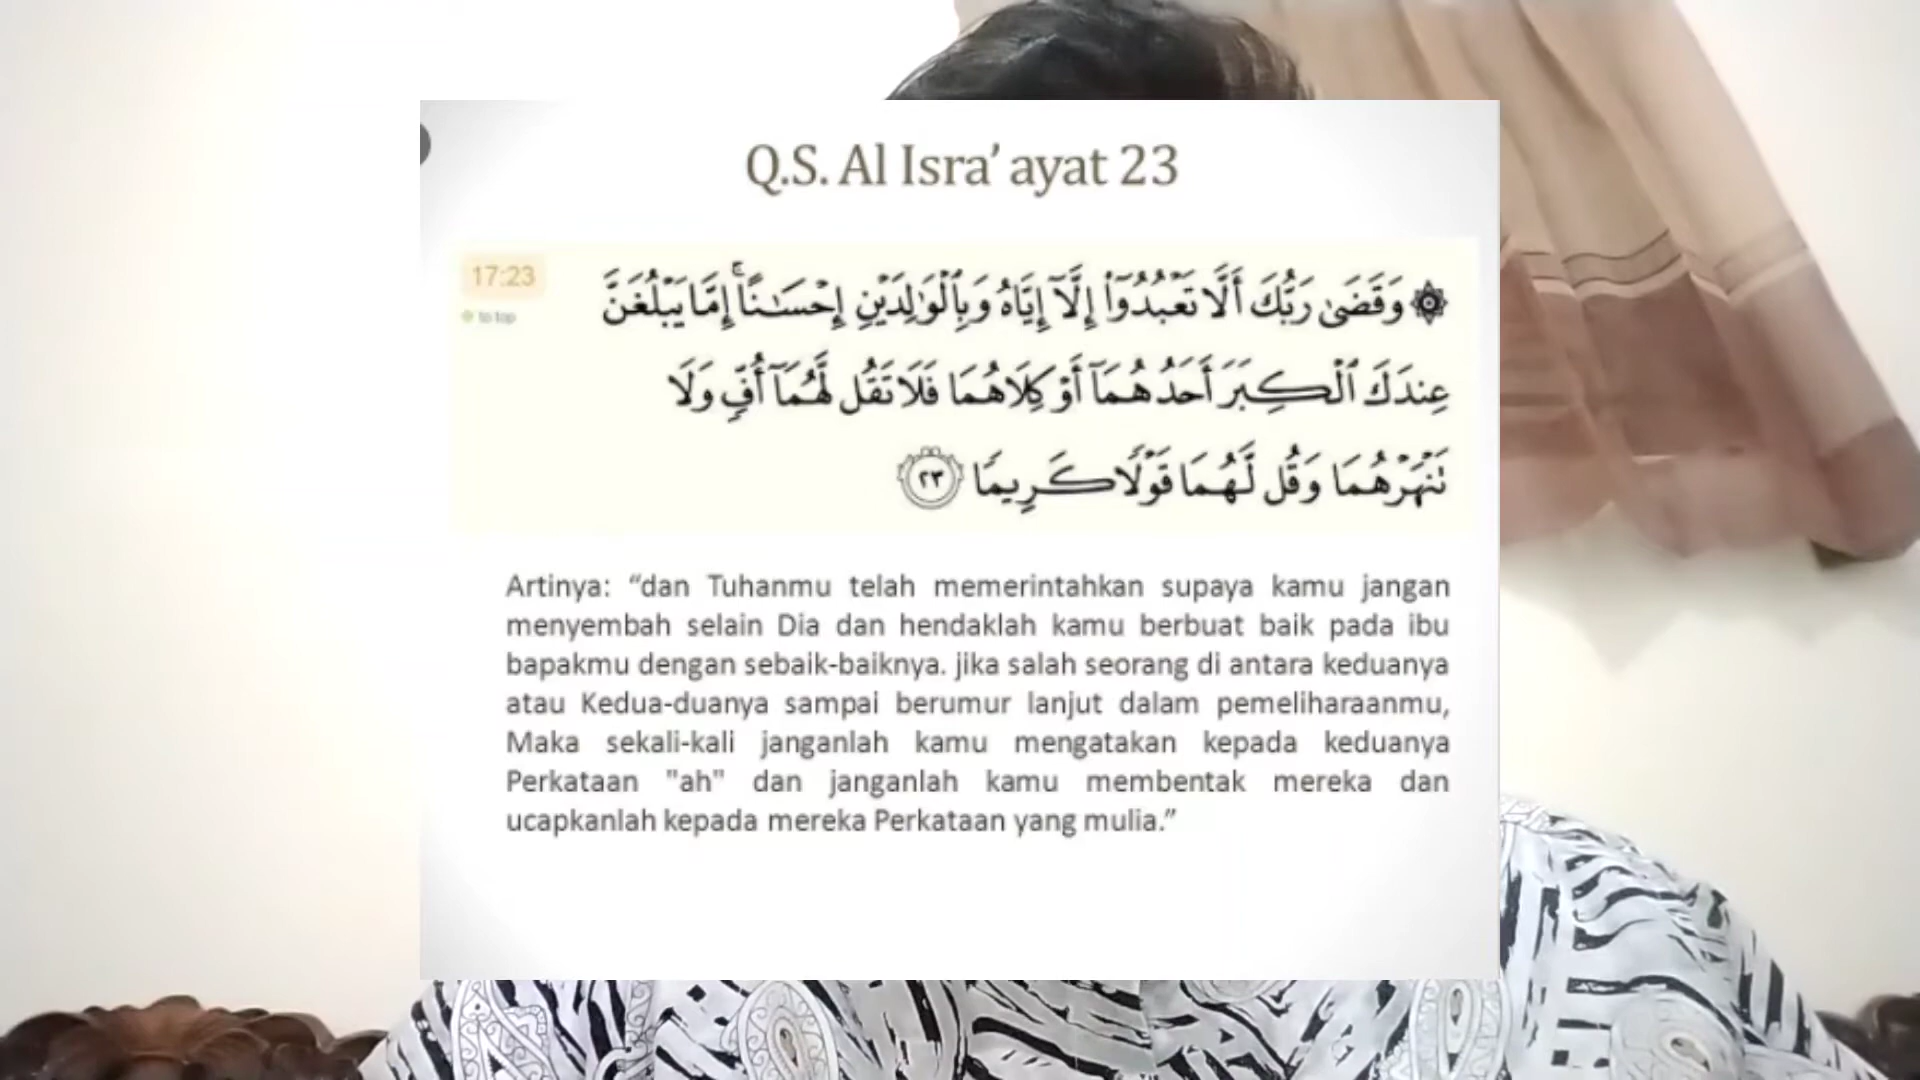 Q.S. Al Isra’ ayat 23
17:23
to top
۞ وَقَضَىٰ رَبُّكَ أَلَّا تَعْبُدُوٓا۟ إِلَّآ إِيَّاهُ وَبِٱلْوَٰلِدَيْنِ إِحْسَـٰنًا ۚ إِمَّا يَبْلُغَنَّ
عِندَكَ ٱلْكِبَرَ أَحَدُهُمَآ أَوْ كِلَاهُمَا فَلَا تَقُل لَّهُمَآ أُفٍّ وَلَا
تَنْهَرْهُمَا وَقُل لَّهُمَا قَوْلًا كَرِيمًا ٢٣
Artinya: “dan Tuhanmu telah memerintahkan supaya kamu jangan
menyembah selain Dia dan hendaklah kamu berbuat baik pada ibu
bapakmu dengan sebaik-baiknya. jika salah seorang di antara keduanya
atau Kedua-duanya sampai berumur lanjut dalam pemeliharaanmu,
Maka sekali-kali janganlah kamu mengatakan kepada keduanya
Perkataan "ah" dan janganlah kamu membentak mereka dan
ucapkanlah kepada mereka Perkataan yang mulia.”